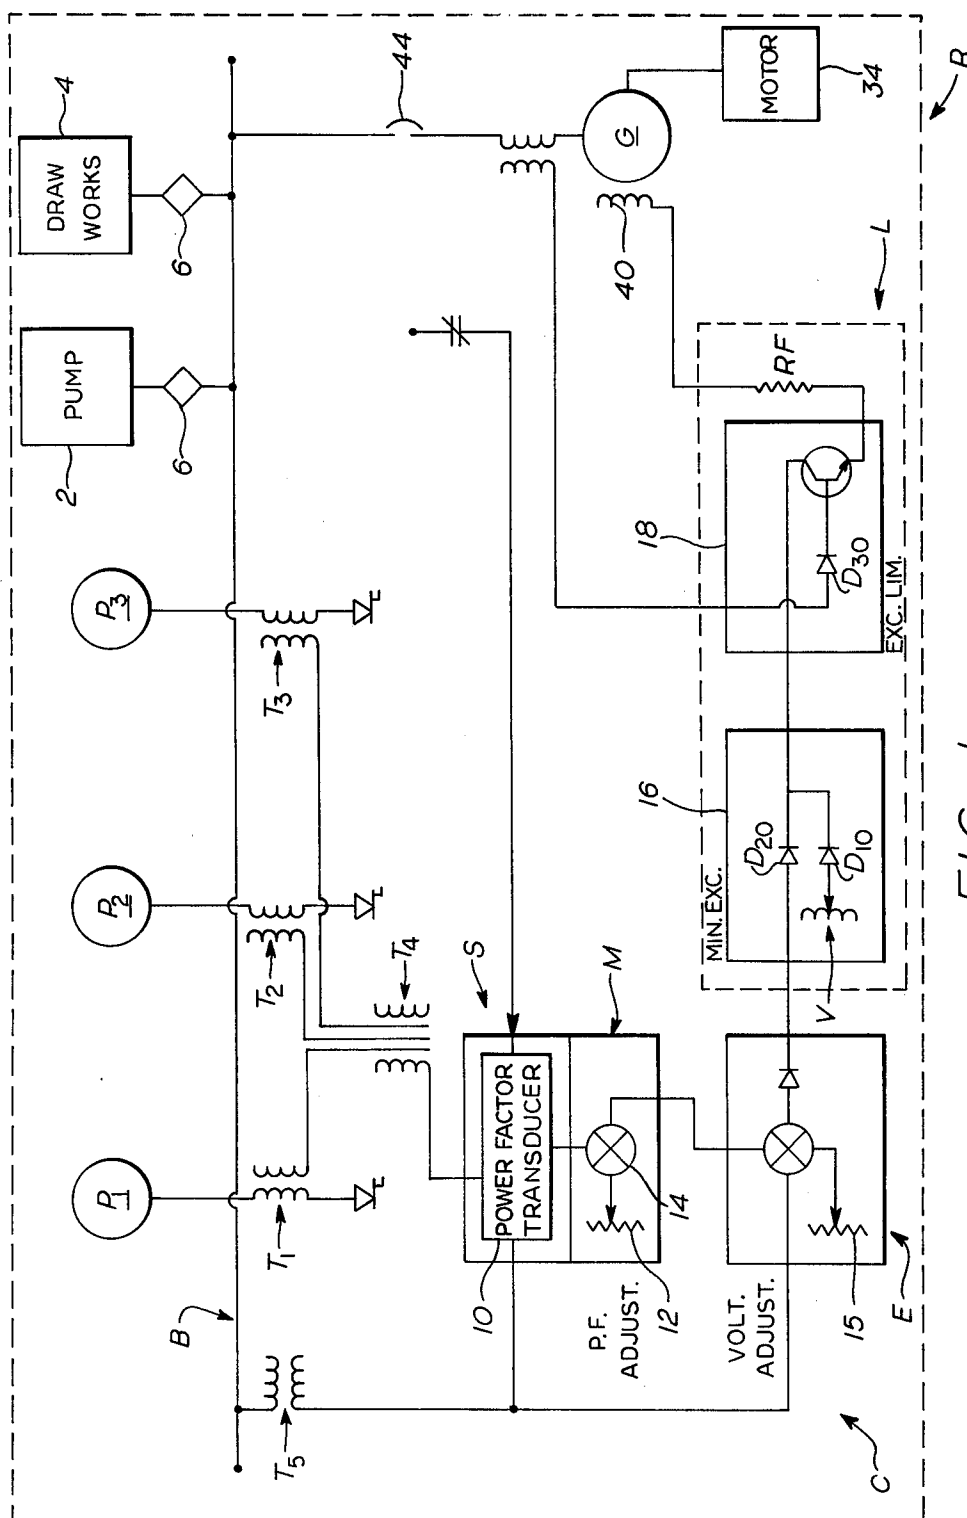 R
4
DRAW
WORKS
6
2
PUMP
6
44
G
MOTOR
34
40
L
P3
T3
P2
T2
P1
T1
B
T5
T4
S
M
POWER FACTOR
TRANSDUCER
10
14
12
P.F.
ADJUST.
VOLT.
ADJUST.
15
E
C
RF
18
D30
EXC. LIM.
16
MIN. EXC.
D20
D10
V